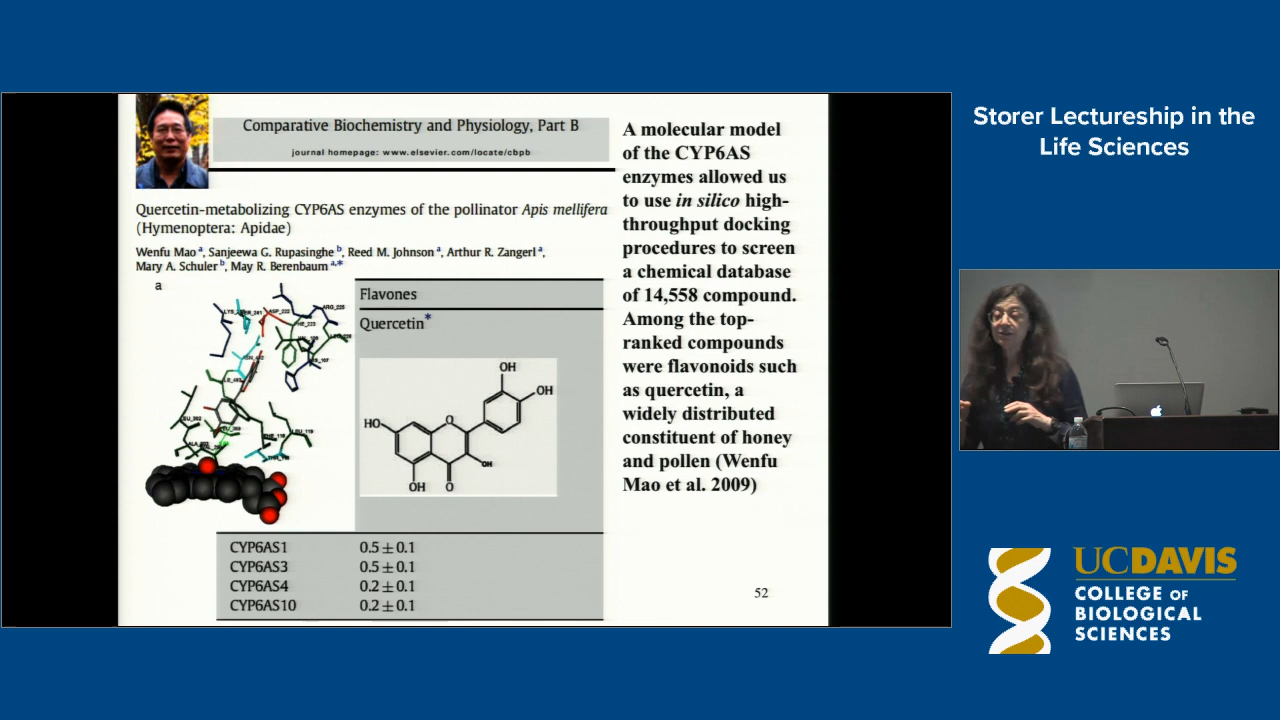 Storer Lectureship in the
Life Sciences
Comparative Biochemistry and Physiology, Part B
journal homepage: www.elsevier.com/locate/cbpb
Quercetin-metabolizing CYP6AS enzymes of the pollinator Apis mellifera
(Hymenoptera: Apidae)
Wenfu Mao a, Sanjeewa G. Rupasinghe b, Reed M. Johnson a, Arthur R. Zangerl a,
Mary A. Schuler b, May R. Berenbaum a,*
a
Flavones
Quercetin*
OH
OH
HO
O
OH
OH
O
CYP6AS1 0.5 ± 0.1
CYP6AS3 0.5 ± 0.1
CYP6AS4 0.2 ± 0.1
CYP6AS10 0.2 ± 0.1
A molecular model
of the CYP6AS
enzymes allowed us
to use in silico high-
throughput docking
procedures to screen
a chemical database
of 14,558 compound.
Among the top-
ranked compounds
were flavonoids such
as quercetin, a
widely distributed
constituent of honey
and pollen (Wenfu
Mao et al. 2009)
52
UCDAVIS
COLLEGE OF
BIOLOGICAL
SCIENCES